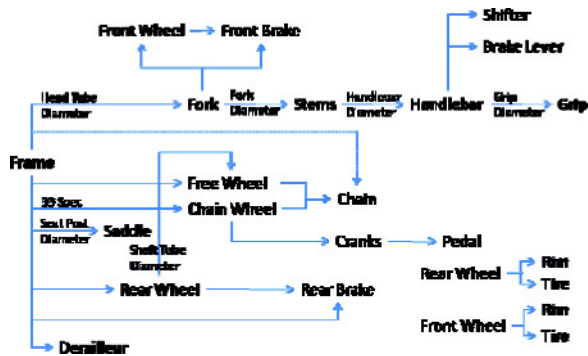 Shifter
Front Wheel Front Brake
Brake Lever
Head Tube Diameter
Fork
Fork Diameter
Stems
Handlebar Diameter
Handlebar
Grip Diameter
Grip
Frame
Free Wheel
Chain
BB Spec
Chain Wheel
Seat Post Diameter
Saddle
Shaft Tube Diameter
Cranks Pedal
Rear Wheel Rim
Tire
Rear Wheel Rear Brake
Front Wheel Rim
Tire
Derailleur